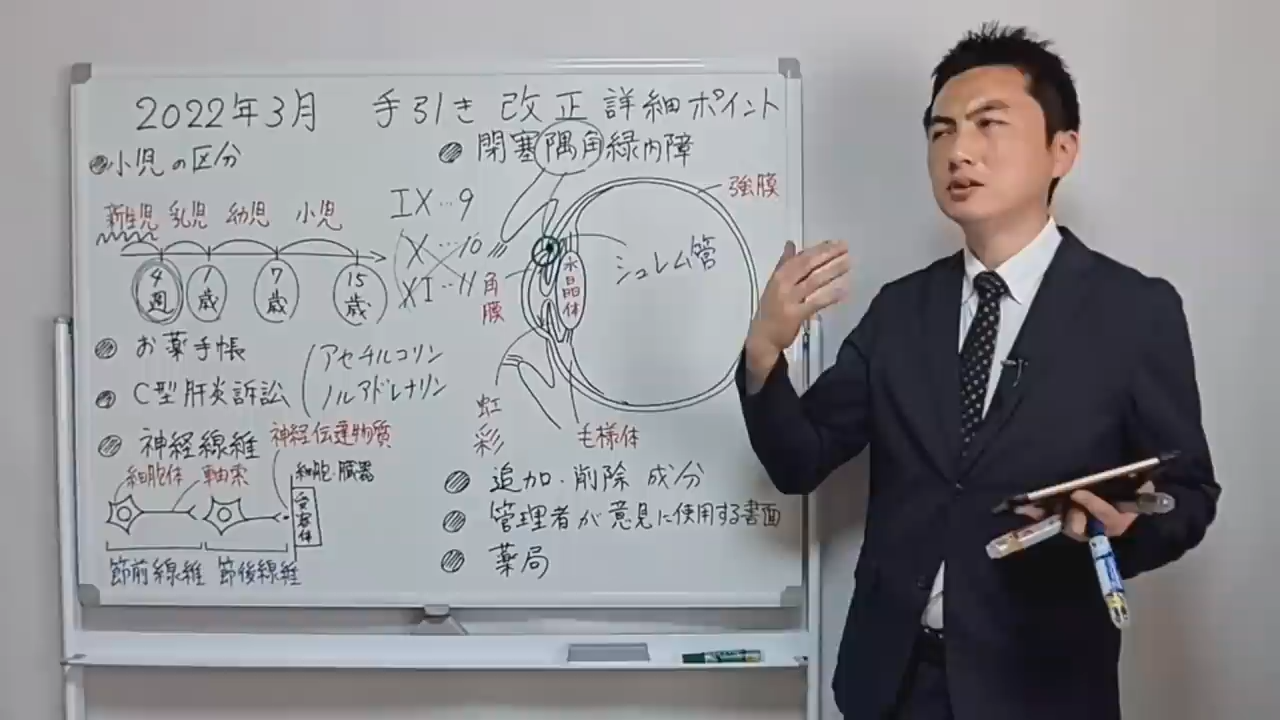 2022年3月 手引き 改正 詳細ポイント
小児の区分
新生児 乳児 幼児 小児
4週 1歳 7歳 15歳
IX…9
X…10
XI…11
お薬手帳
C型肝炎訴訟
アセチルコリン
ノルアドレナリン
神経線維
神経伝達物質
細胞体 軸索
細胞・臓器
受容体
節前線維 節後線維
閉塞隅角緑内障
強膜
シュレム管
水晶体
角膜
虹彩
毛様体
追加・削除 成分
管理者が意見に使用する書面
薬局